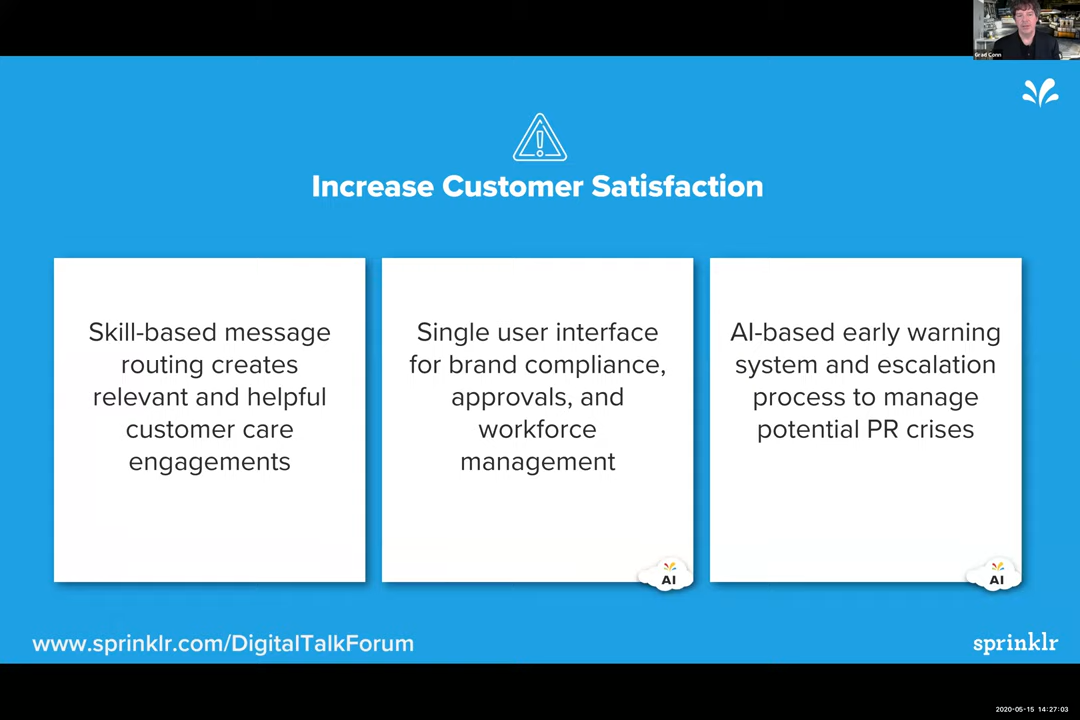 Grad Conn
Increase Customer Satisfaction
Skill-based message
routing creates
relevant and helpful
customer care
engagements
Single user interface
for brand compliance,
approvals, and
workforce
management
AI
AI-based early warning
system and escalation
process to manage
potential PR crises
AI
www.sprinklr.com/DigitalTalkForum
sprinklr
2020-05-15 14:27:03